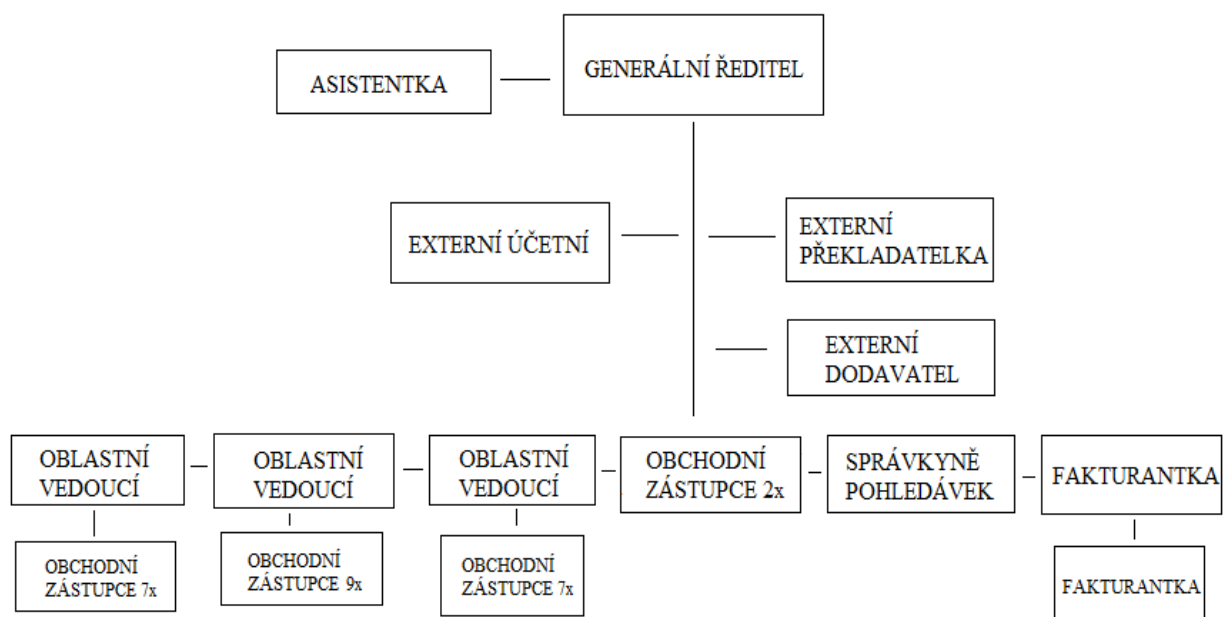 GENERÁLNÍ ŘEDITEL
ASISTENTKA
EXTERNÍ ÚČETNÍ
EXTERNÍ
PŘEKLADATELKA
EXTERNÍ
DODAVATEL
OBLASTNÍ
VEDOUCÍ
OBLASTNÍ
VEDOUCÍ
OBLASTNÍ
VEDOUCÍ
OBCHODNÍ
ZÁSTUPCE 2x
SPRÁVKYNĚ
POHLEDÁVEK
FAKTURANTKA
OBCHODNÍ
ZÁSTUPCE 7x
OBCHODNÍ
ZÁSTUPCE 9x
OBCHODNÍ
ZÁSTUPCE 7x
FAKTURANTKA